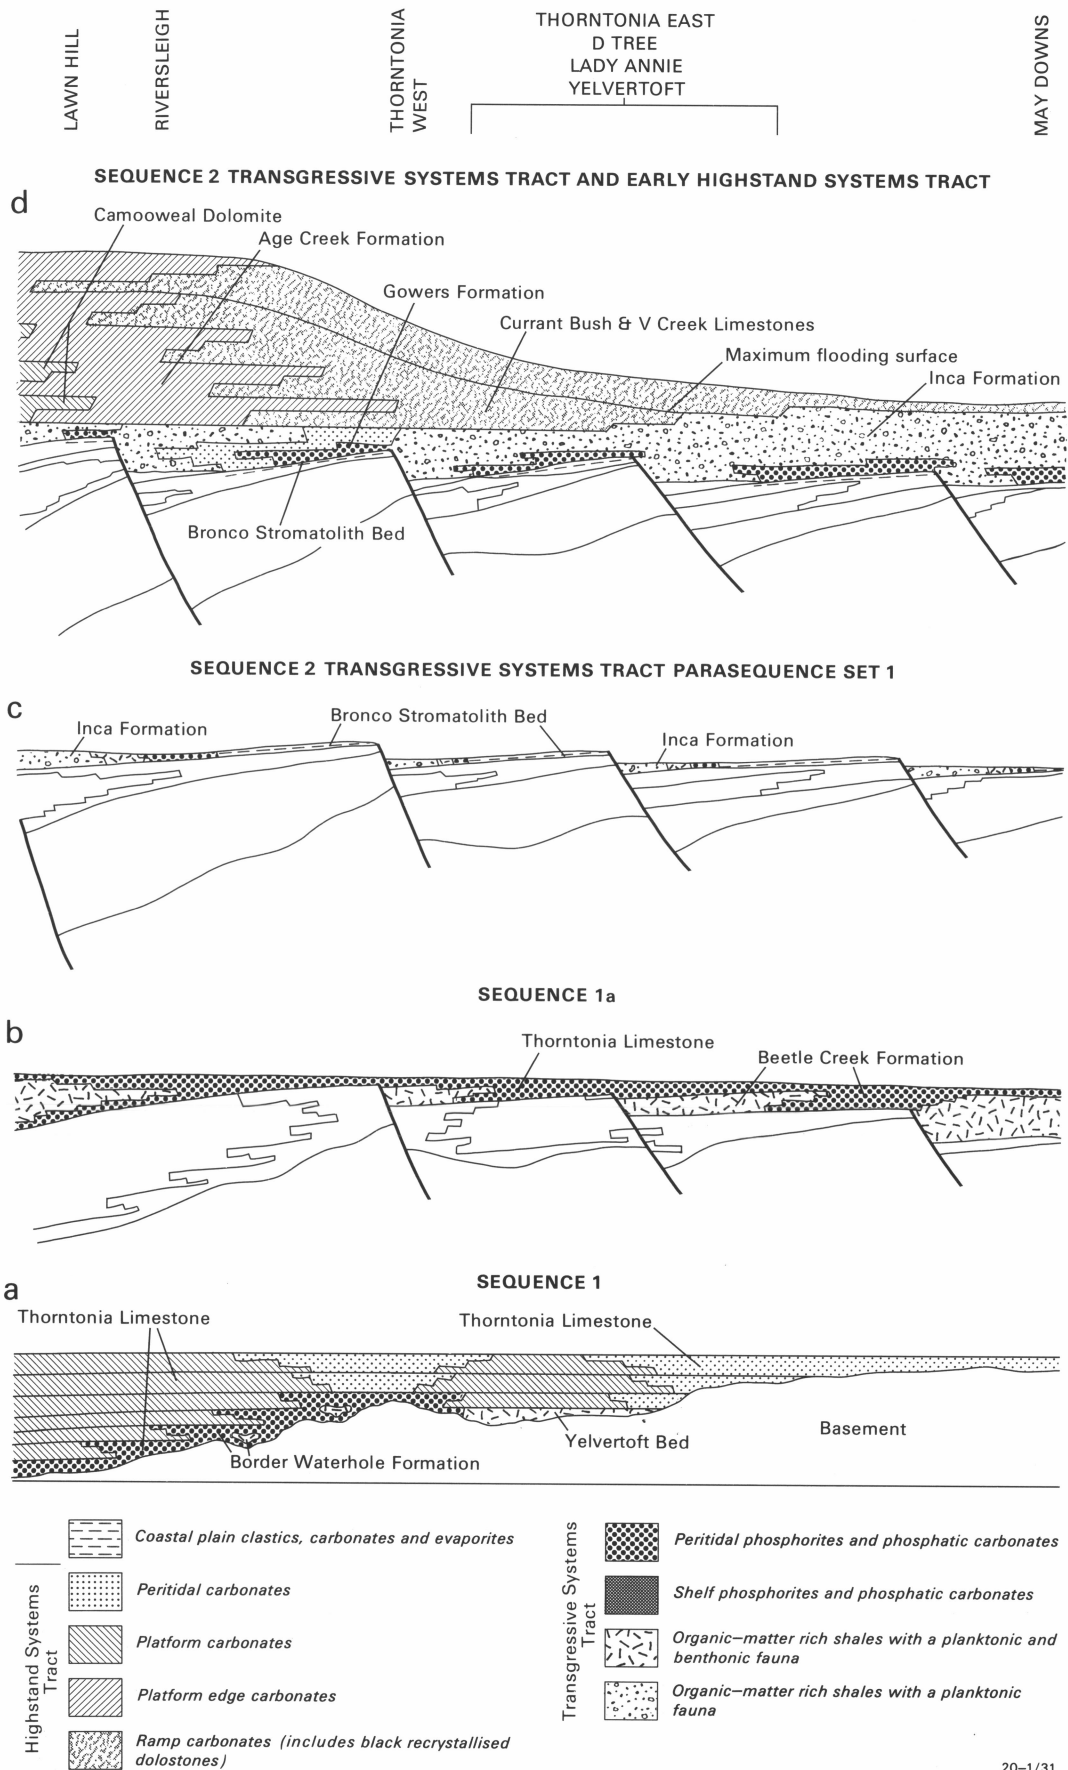 LAWN HILL
RIVERSLEIGH
THORNTONIA
WEST
THORNTONIA EAST
D TREE
LADY ANNIE
YELVERTOFT
MAY DOWNS
SEQUENCE 2 TRANSGRESSIVE SYSTEMS TRACT AND EARLY HIGHSTAND SYSTEMS TRACT
d
Camooweal Dolomite
Age Creek Formation
Gowers Formation
Currant Bush & V Creek Limestones
Maximum flooding surface
Inca Formation
Bronco Stromatolith Bed
SEQUENCE 2 TRANSGRESSIVE SYSTEMS TRACT PARASEQUENCE SET 1
c
Bronco Stromatolith Bed
Inca Formation
Inca Formation
SEQUENCE 1a
b
Thorntonia Limestone
Beetle Creek Formation
SEQUENCE 1
a
Thorntonia Limestone
Thorntonia Limestone
Basement
Yelvertoft Bed
Border Waterhole Formation
Coastal plain clastics, carbonates and evaporites
Highstand Systems
Tract
Peritidal carbonates
Platform carbonates
Platform edge carbonates
Ramp carbonates (includes black recrystallised
dolostones)
Transgressive Systems
Tract
Peritidal phosphorites and phosphatic carbonates
Shelf phosphorites and phosphatic carbonates
Organic-matter rich shales with a planktonic and
benthonic fauna
Organic-matter rich shales with a planktonic
fauna
20-1/31